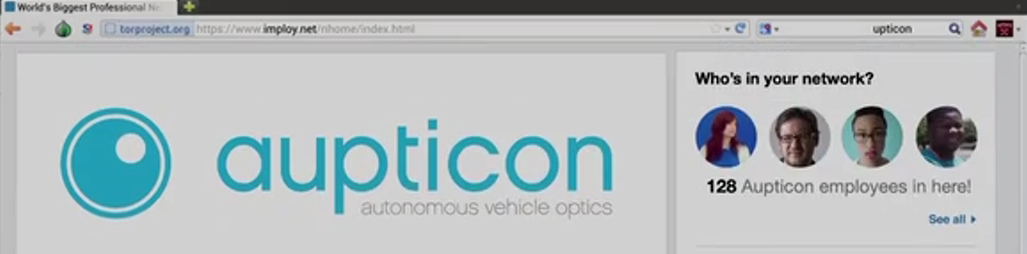 World's Biggest Professional Ne
torproject.org https://www.imploy.net/nhome/index.html
upticon
Who's in your network?
aupticon
autonomous vehicle optics
128 Aupticon employees in here!
See all